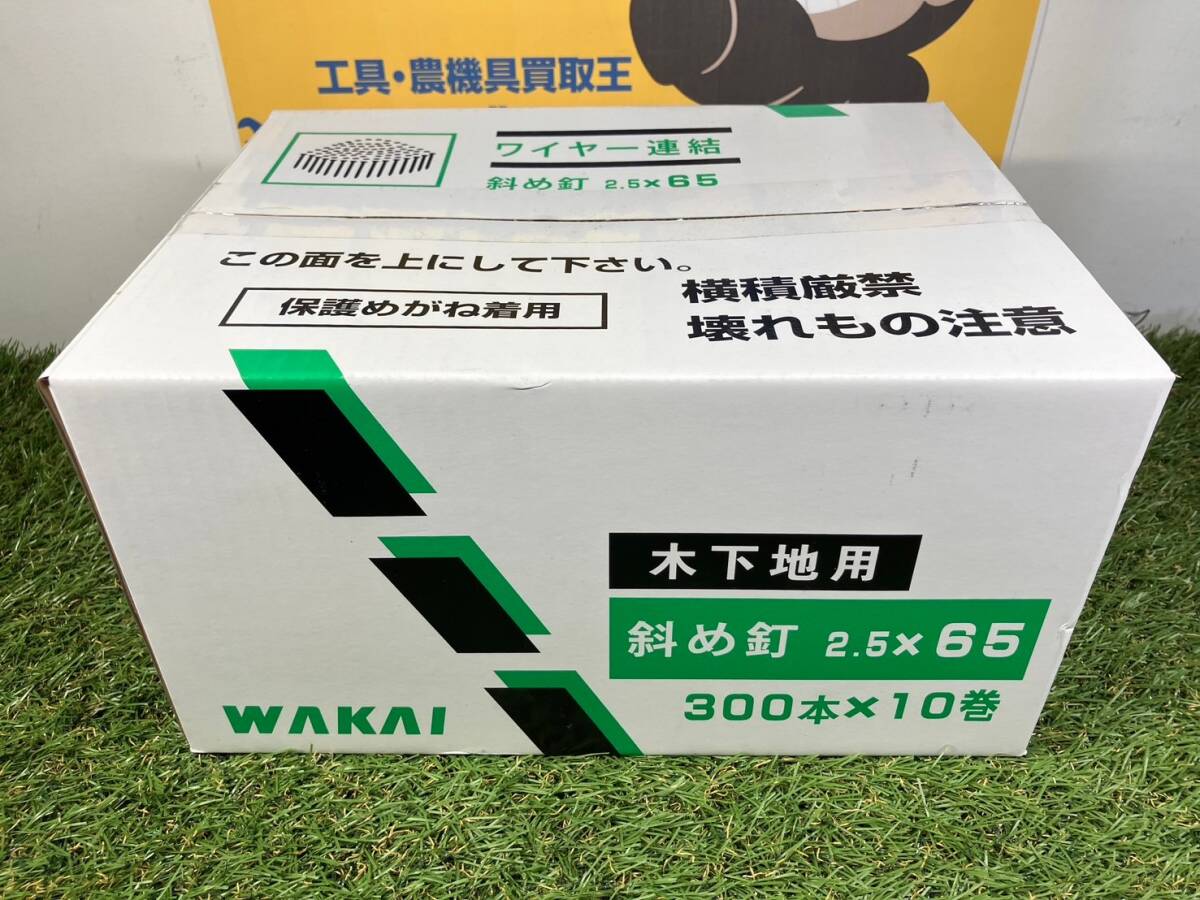 工具・農機具買取王
ワイヤー連結
斜め釘 2.5×65
この面を上にして下さい。
保護めがね着用
横積厳禁
壊れもの注意
木下地用
斜め釘 2.5×65
300本×10巻
WAKAI